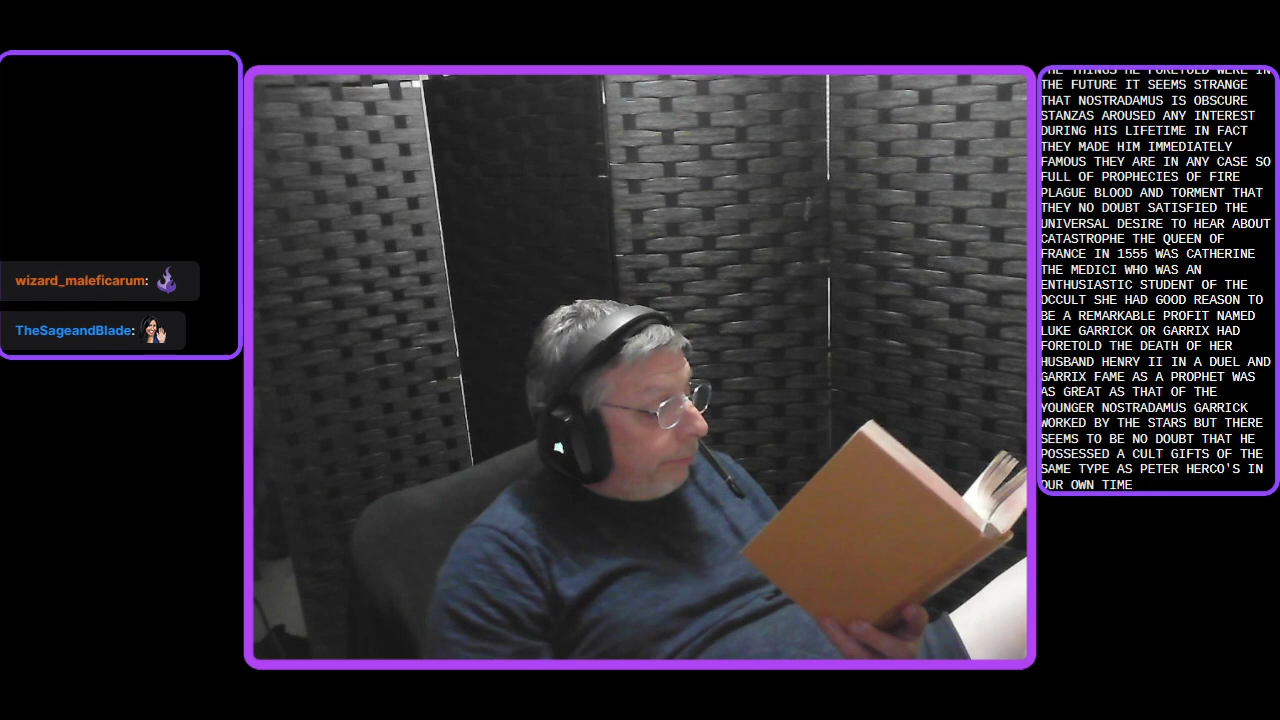 wizard_maleficarum:
TheSageandBlade:
THE THINGS HE FORETOLD WERE IN
THE FUTURE IT SEEMS STRANGE
THAT NOSTRADAMUS IS OBSCURE
STANZAS AROUSED ANY INTEREST
DURING HIS LIFETIME IN FACT
THEY MADE HIM IMMEDIATELY
FAMOUS THEY ARE IN ANY CASE SO
FULL OF PROPHECIES OF FIRE
PLAGUE BLOOD AND TORMENT THAT
THEY NO DOUBT SATISFIED THE
UNIVERSAL DESIRE TO HEAR ABOUT
CATASTROPHE THE QUEEN OF
FRANCE IN 1555 WAS CATHERINE
THE MEDICI WHO WAS AN
ENTHUSIASTIC STUDENT OF THE
OCCULT SHE HAD GOOD REASON TO
BE A REMARKABLE PROFIT NAMED
LUKE GARRICK OR GARRIX HAD
FORETOLD THE DEATH OF HER
HUSBAND HENRY II IN A DUEL AND
GARRIX FAME AS A PROPHET WAS
AS GREAT AS THAT OF THE
YOUNGER NOSTRADAMUS GARRICK
WORKED BY THE STARS BUT THERE
SEEMS TO BE NO DOUBT THAT HE
POSSESSED A CULT GIFTS OF THE
SAME TYPE AS PETER HERCO'S IN
OUR OWN TIME